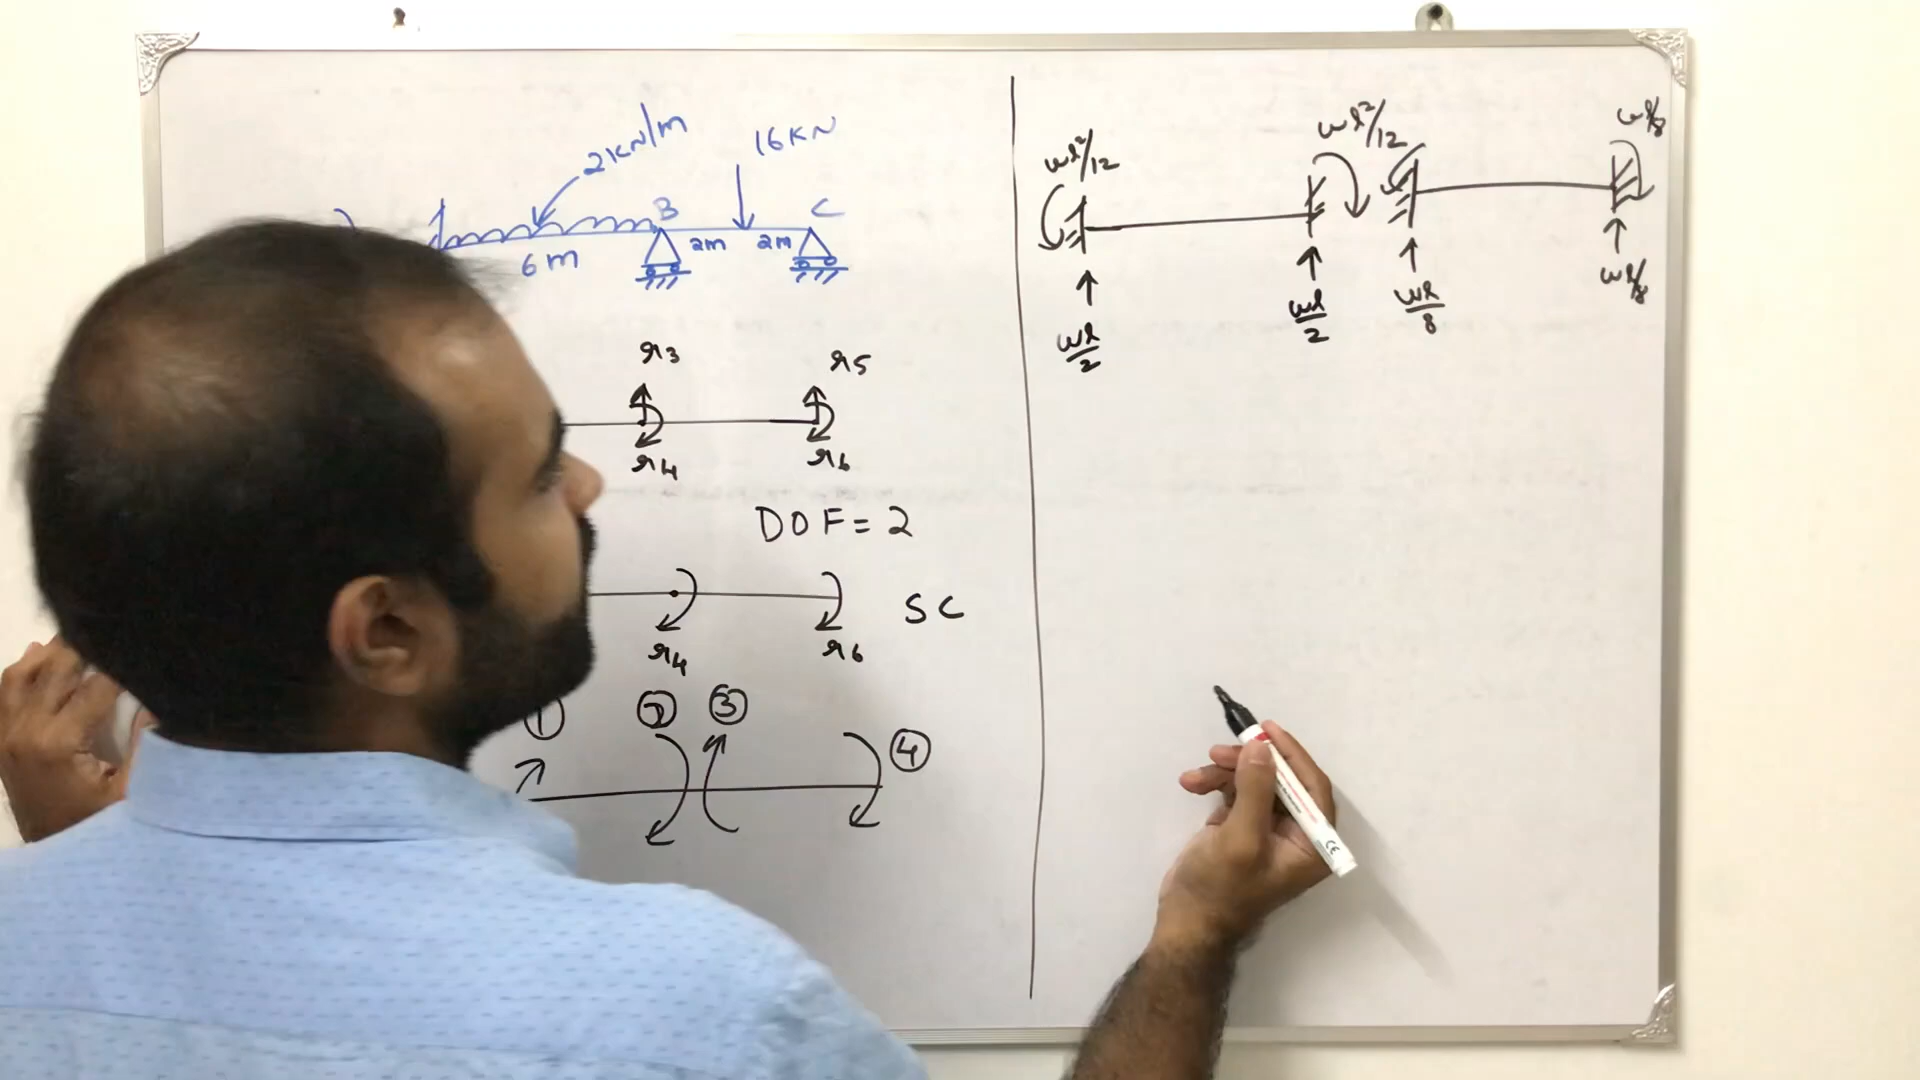 2KN/m
16KN
B
C
6m
2m
2m
r3
r5
r4
r6
DOF=2
SC
r4
r6
①
②
③
④
wl²/12
wl²/12
wl/8
wl/2
wl/2
wl/8
wl/8
CE